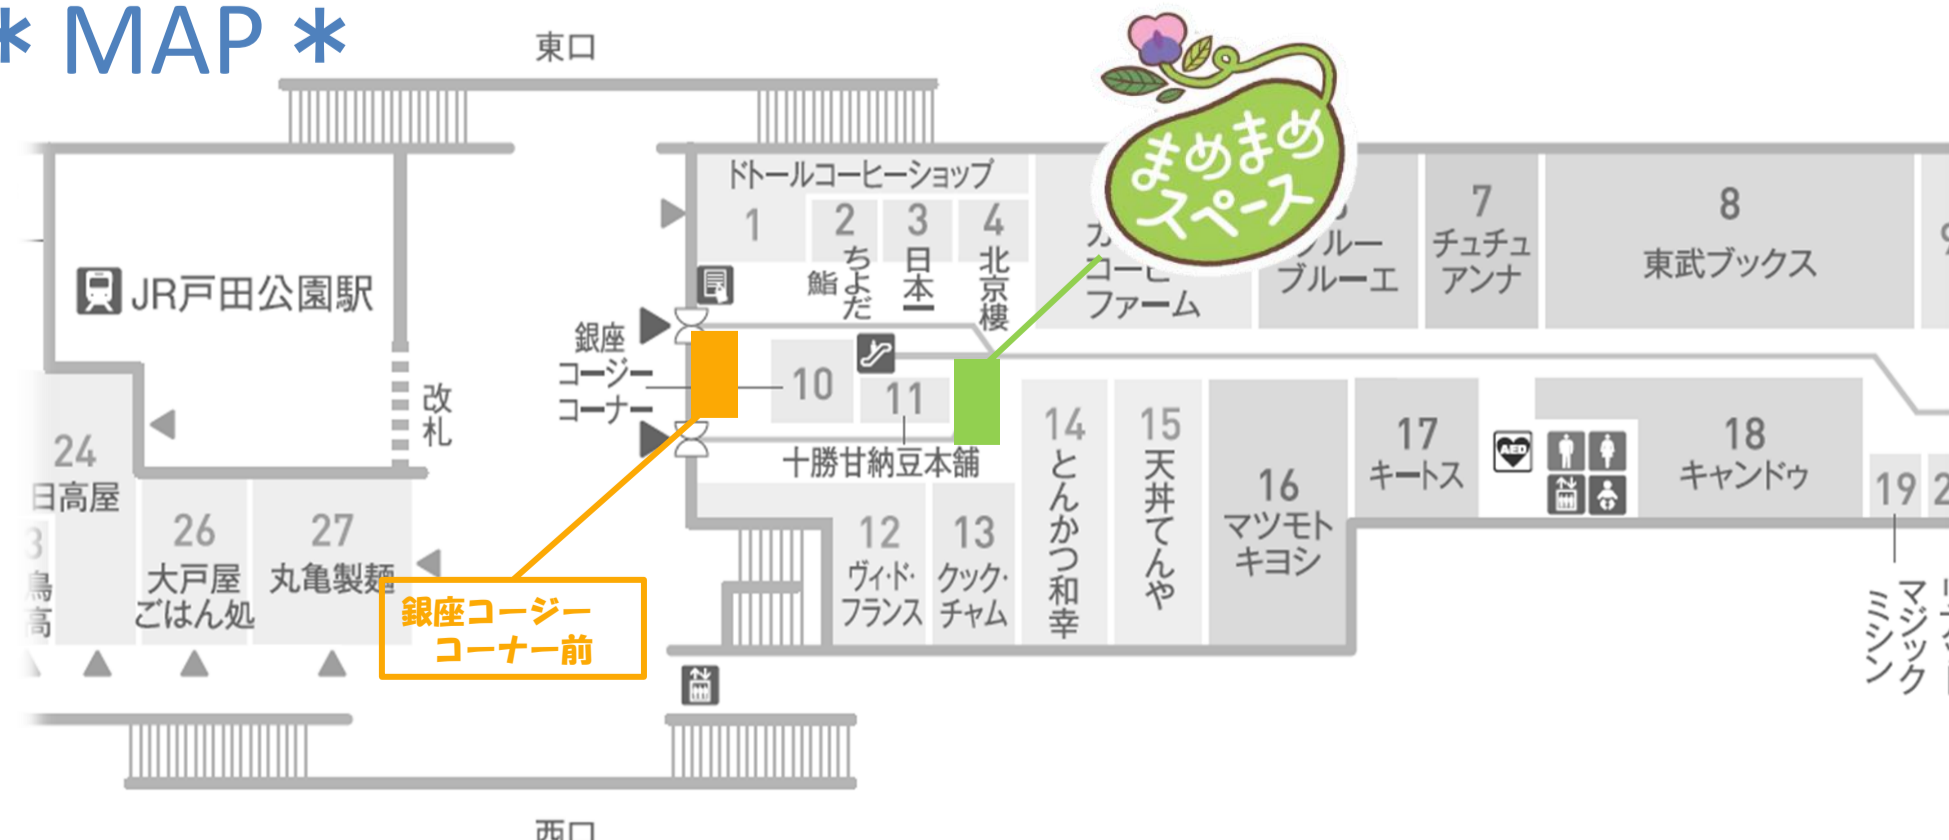 * MAP *
東口
まめまめ
スペース
ドトールコーヒーショップ
1
2
鮨
ちよだ
3
日本一
4
北京樓
コーヒ
ファーム
ブルーエ
7
チュチュ
アンナ
8
東武ブックス
JR戸田公園駅
改札
銀座
コージー
コーナー
10
11
十勝甘納豆本舗
12
ヴィ・ド・
フランス
13
クック・
チャム
14
とんかつ和幸
15
天丼てんや
16
マツモト
キヨシ
17
キートス
AED
18
キャンドゥ
19
マジック
ミシン
24
日高屋
26
大戸屋
ごはん処
27
丸亀製麺
銀座コージー
コーナー前
西口